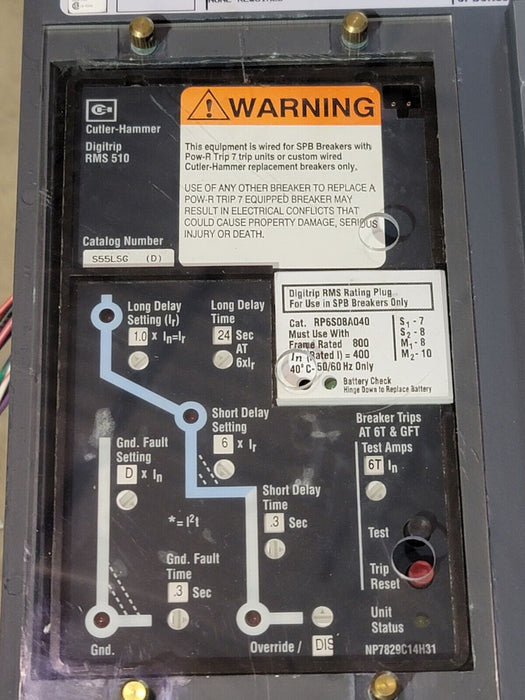 NONE REQUIRED
WARNING
This equipment is wired for SPB Breakers with
Pow-R Trip 7 trip units or custom wired
Cutler-Hammer replacement breakers only.
USE OF ANY OTHER BREAKER TO REPLACE A
POW-R TRIP 7 EQUIPPED BREAKER MAY
RESULT IN ELECTRICAL CONFLICTS THAT
COULD CAUSE PROPERTY DAMAGE, SERIOUS
INJURY OR DEATH.
Cutler-Hammer
Digitrip
RMS 510
Catalog Number
S55LSG (D)
Digitrip RMS Rating Plug
For Use in SPB Breakers Only
Cat. RP6S08A040
Must Use With
Frame Rated 800
Rated I) = 400
40°C- 50/60 Hz Only
S1 - 7
S2 - 8
M1 - 8
M2 - 10
Battery Check
Hinge Down to Replace Battery
Long Delay
Setting (Ir)
1.0 x In=Ir
Long Delay
Time
24 Sec
AT
6xIr
Short Delay
Setting
6 x Ir
Gnd. Fault
Setting
D x In
Breaker Trips
AT 6T & GFT
Test Amps
6T In
Short Delay
Time
.3 Sec
*=I²t
Gnd. Fault
Time
.3 Sec
Test
Trip
Reset
Unit
Status
Gnd.
Override / DIS
NP7829C14H31